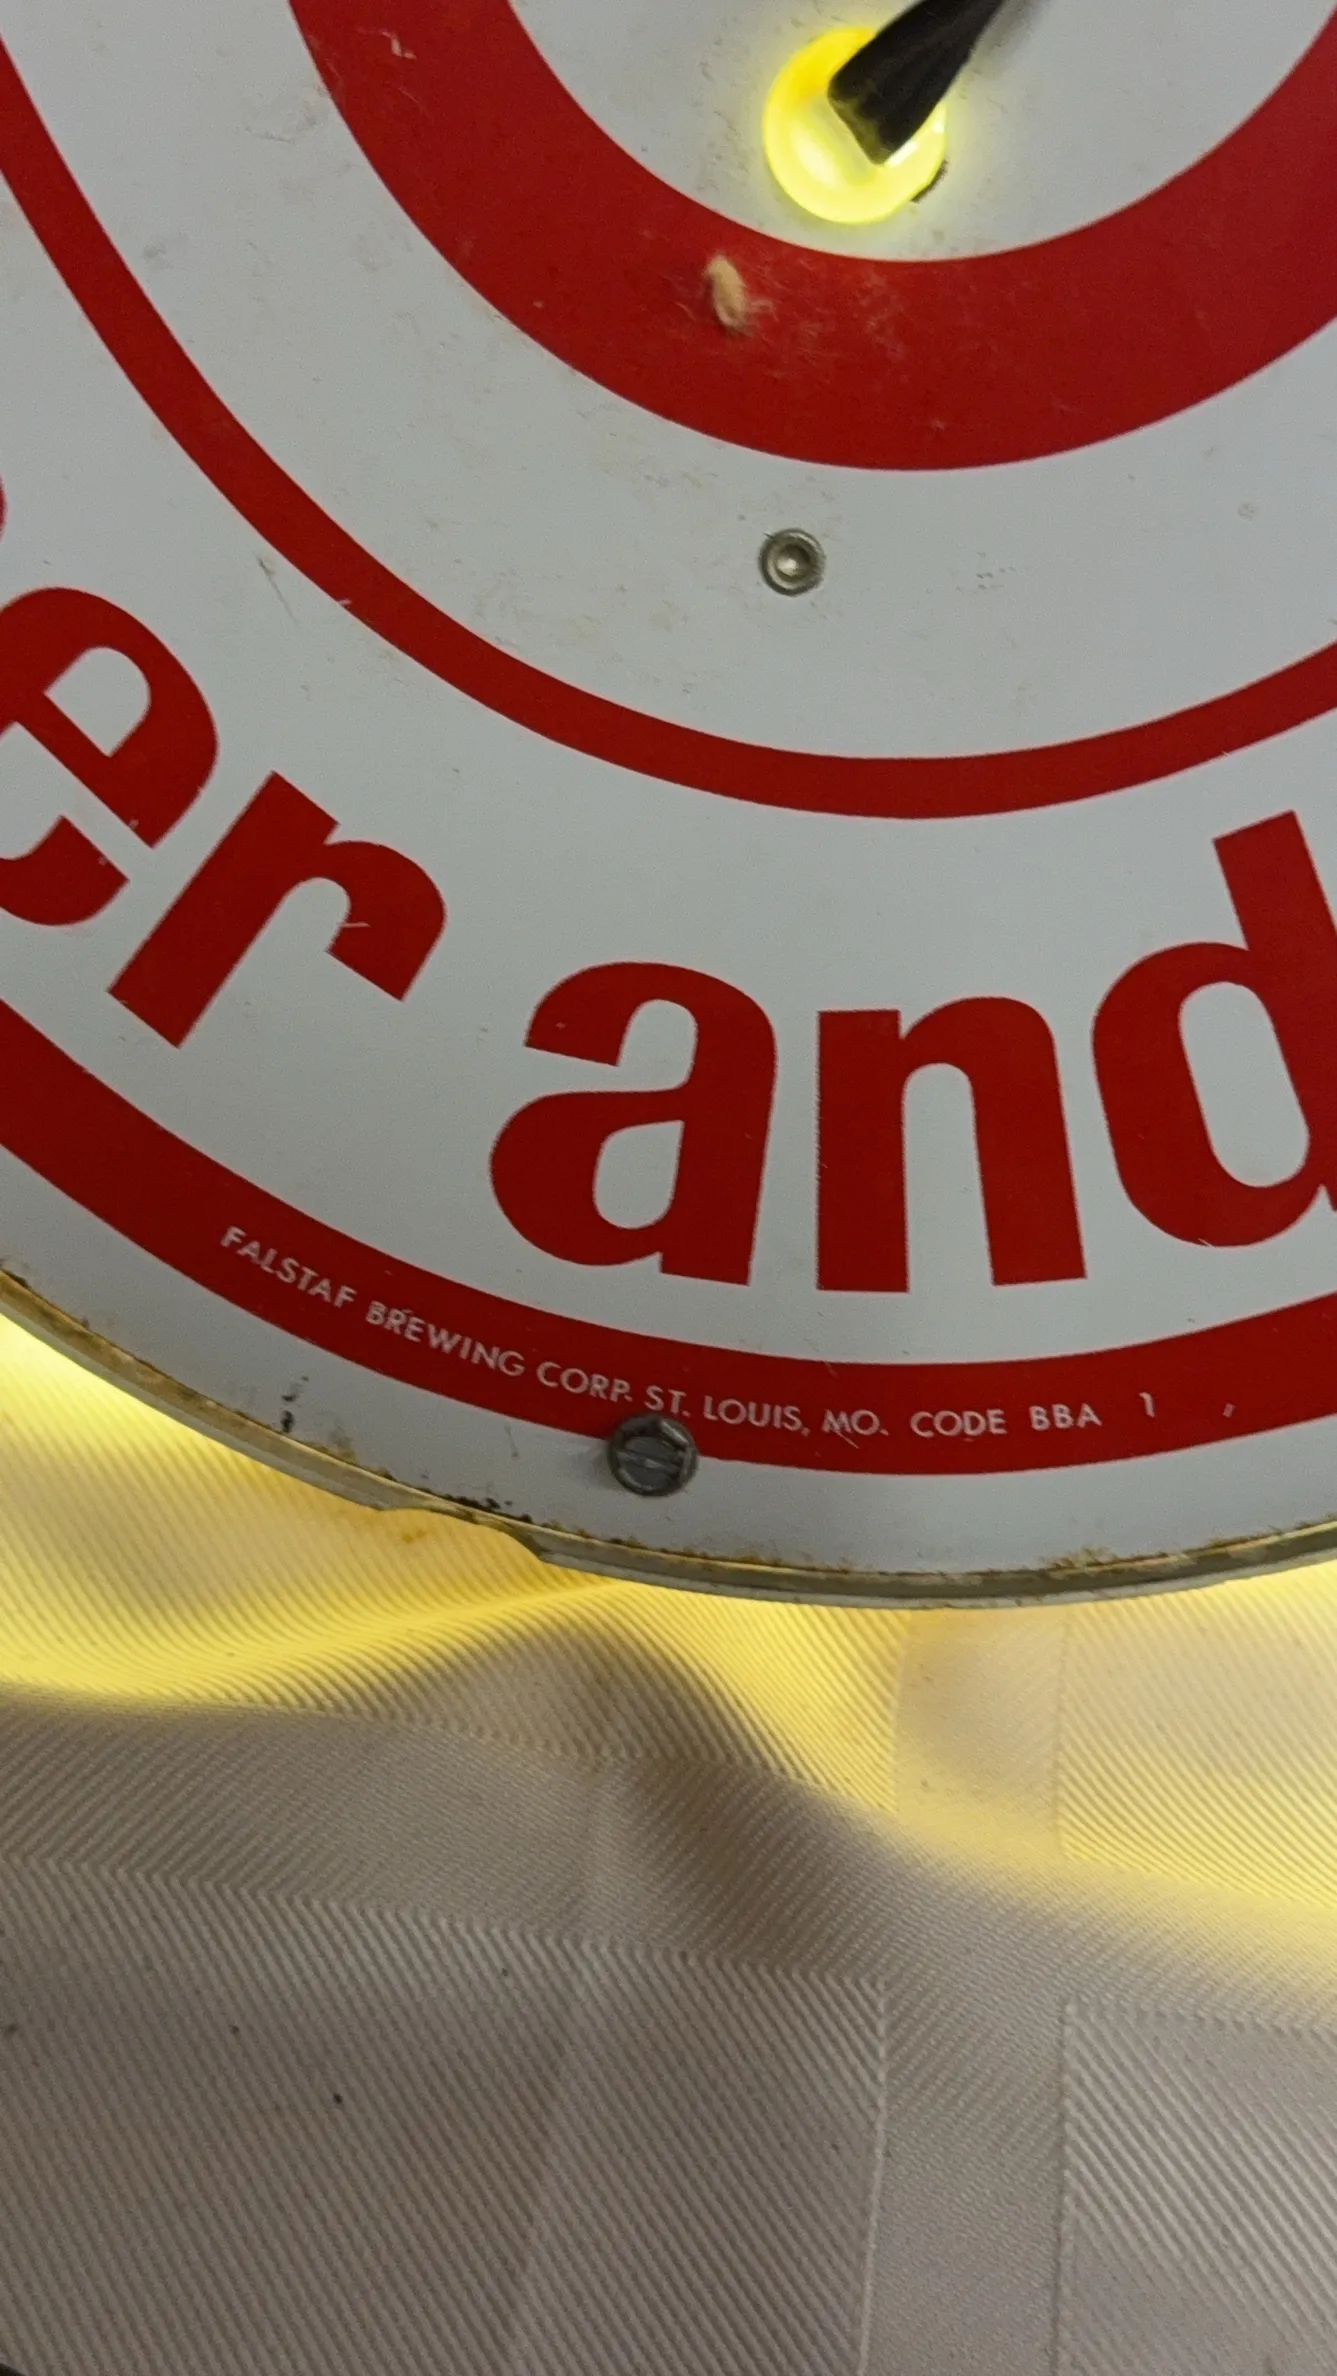 er and
FALSTAF BREWING CORP. ST. LOUIS, MO. CODE BBA 1